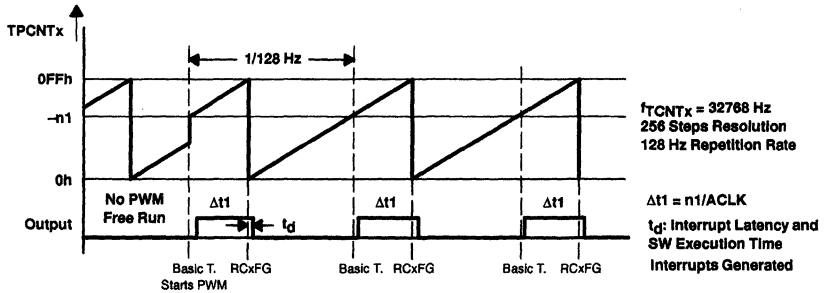 TPCNTx
1/128 Hz
0FFh
–n1
0h
fTCNTx = 32768 Hz
256 Steps Resolution
128 Hz Repetition Rate
No PWM
Free Run
Δt1
Δt1
Δt1
Δt1 = n1/ACLK
Output
td
td: Interrupt Latency and
SW Execution Time
Interrupts Generated
Basic T. RCxFG
Starts PWM
Basic T. RCxFG
Basic T. RCxFG